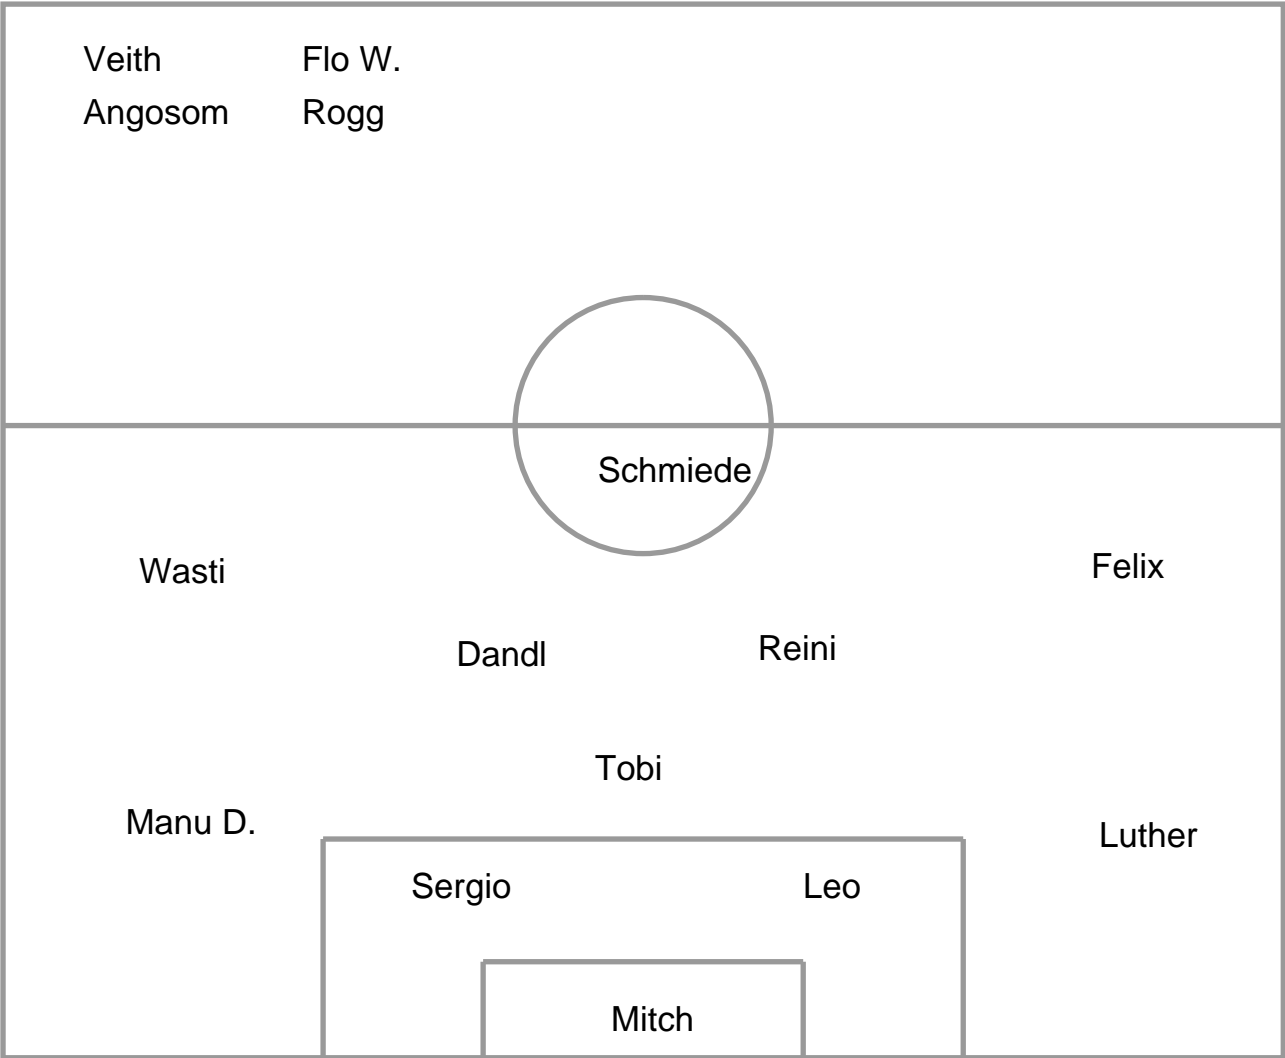 Veith Flo W.
Angosom Rogg
Schmiede
Wasti Felix
Dandl Reini
Tobi
Manu D. Luther
Sergio Leo
Mitch